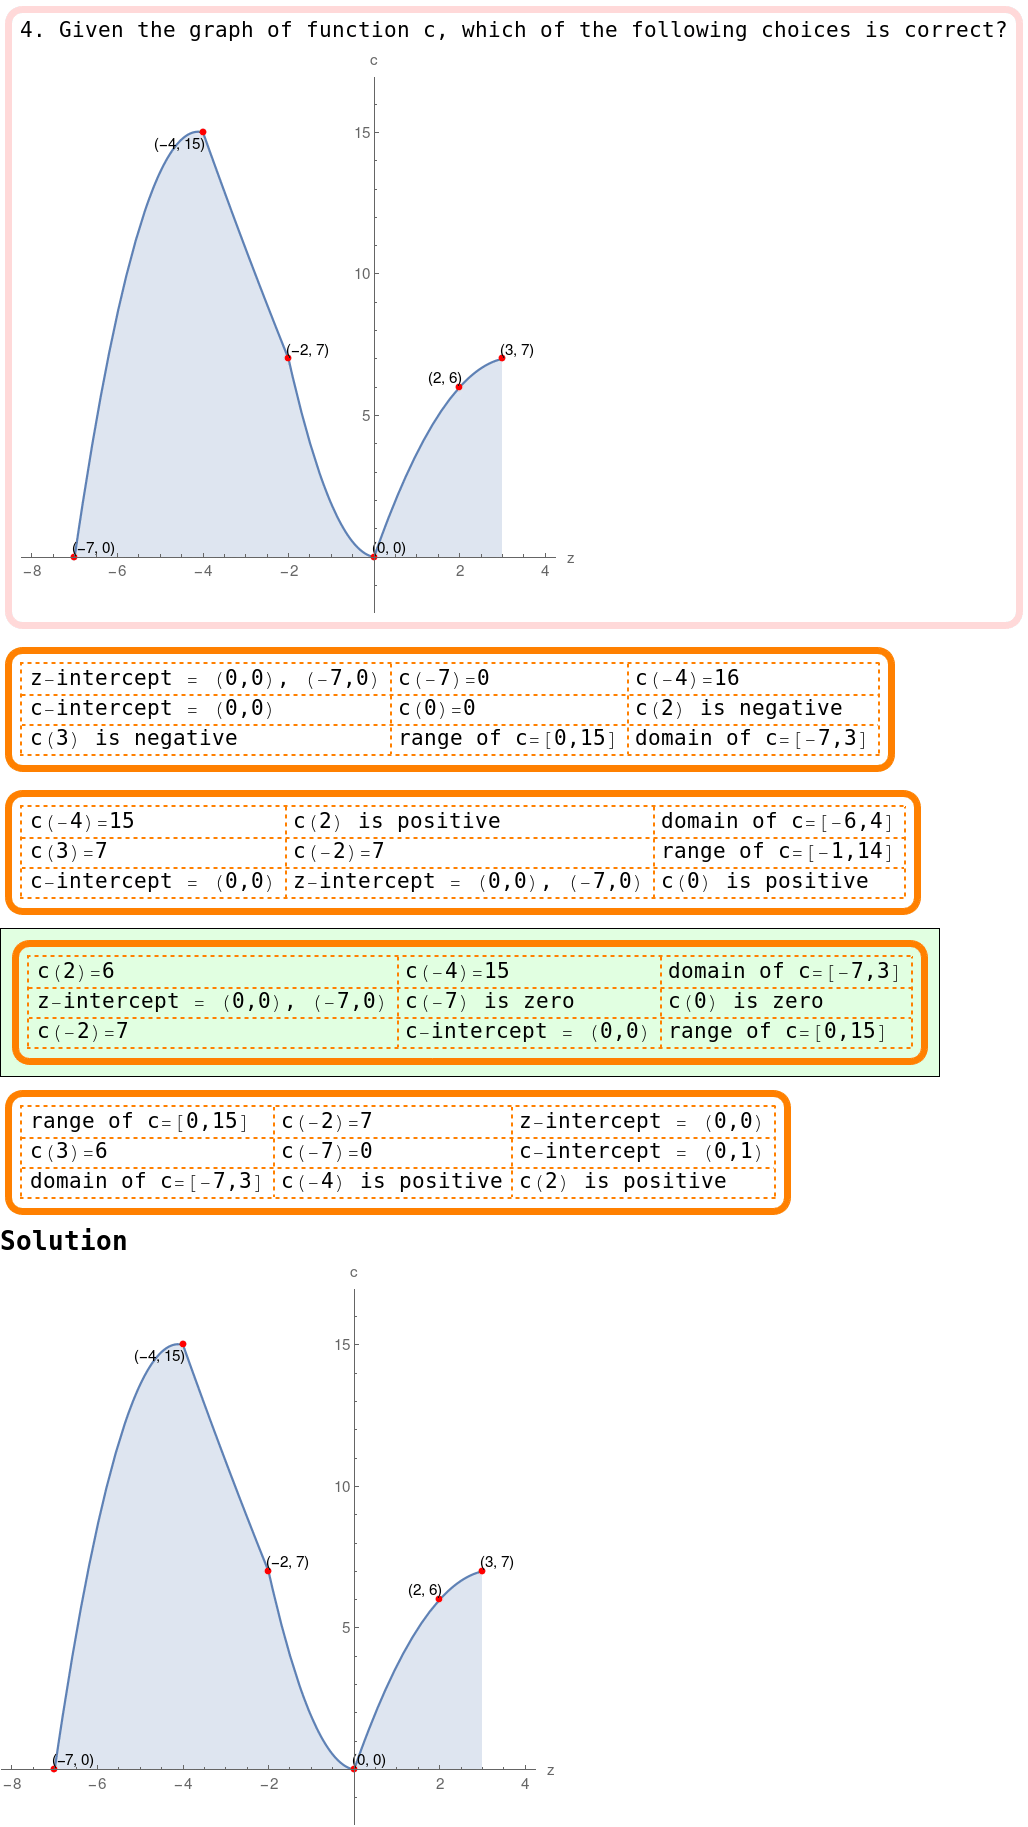 4. Given the graph of function c, which of the following choices is correct?
c
15
(−4, 15)
10
(−2, 7)
(3, 7)
(2, 6)
5
(−7, 0)
(0, 0)
z
−8 −6 −4 −2 2 4
z-intercept = (0,0), (-7,0) c(-7)=0 c(-4)=16
c-intercept = (0,0) c(0)=0 c(2) is negative
c(3) is negative range of c=[0,15] domain of c=[-7,3]
c(-4)=15 c(2) is positive domain of c=[-6,4]
c(3)=7 c(-2)=7 range of c=[-1,14]
c-intercept = (0,0) z-intercept = (0,0), (-7,0) c(0) is positive
c(2)=6 c(-4)=15 domain of c=[-7,3]
z-intercept = (0,0), (-7,0) c(-7) is zero c(0) is zero
c(-2)=7 c-intercept = (0,0) range of c=[0,15]
range of c=[0,15] c(-2)=7 z-intercept = (0,0)
c(3)=6 c(-7)=0 c-intercept = (0,1)
domain of c=[-7,3] c(-4) is positive c(2) is positive
Solution
c
15
(−4, 15)
10
(−2, 7)
(3, 7)
(2, 6)
5
(−7, 0)
(0, 0)
z
−8 −6 −4 −2 2 4